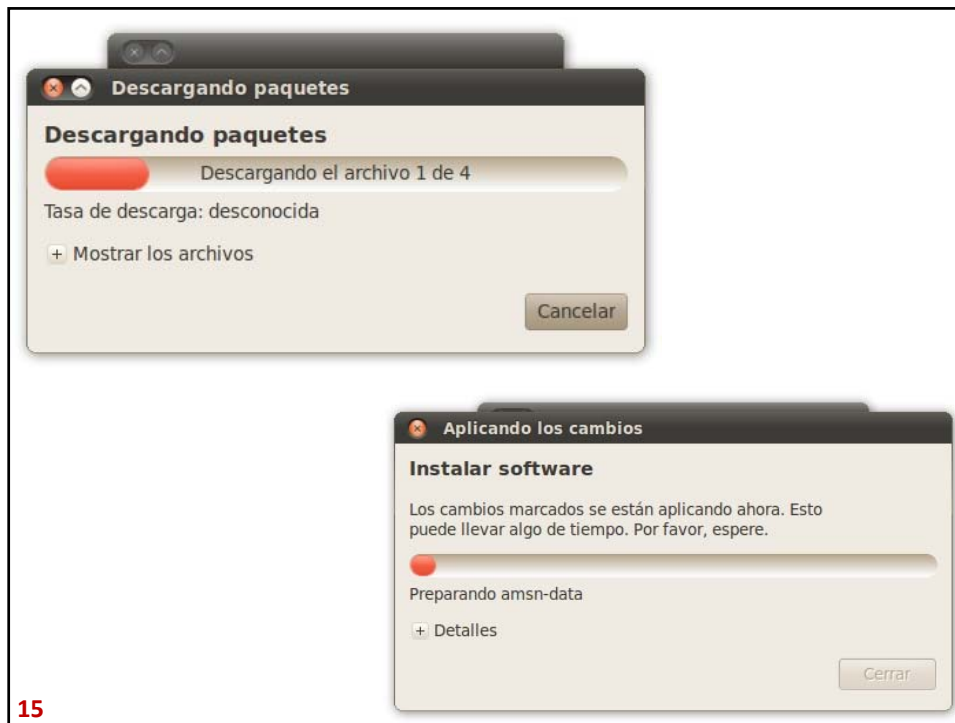 Descargando paquetes
Descargando paquetes
Descargando el archivo 1 de 4
Tasa de descarga: desconocida
+ Mostrar los archivos
Cancelar
Aplicando los cambios
Instalar software
Los cambios marcados se están aplicando ahora. Esto
puede llevar algo de tiempo. Por favor, espere.
Preparando amsn-data
+ Detalles
Cerrar
15